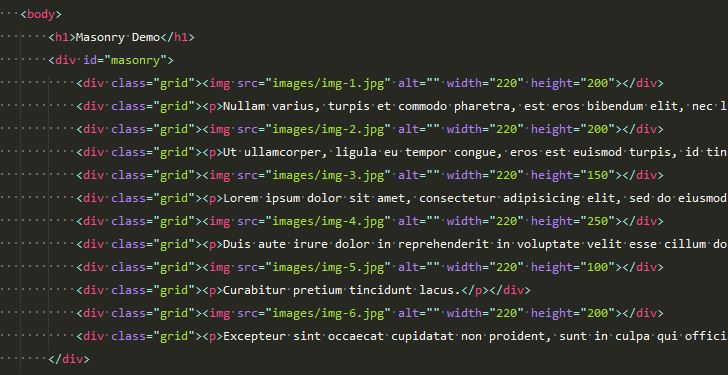 <body>
<h1>Masonry Demo</h1>
<div id="masonry">
<div class="grid"><img src="images/img-1.jpg" alt="" width="220" height="200"></div>
<div class="grid"><p>Nullam varius, turpis et commodo pharetra, est eros bibendum elit, nec l
<div class="grid"><img src="images/img-2.jpg" alt="" width="220" height="200"></div>
<div class="grid"><p>Ut ullamcorper, ligula eu tempor congue, eros est euismod turpis, id tin
<div class="grid"><img src="images/img-3.jpg" alt="" width="220" height="150"></div>
<div class="grid"><p>Lorem ipsum dolor sit amet, consectetur adipisicing elit, sed do eiusmod
<div class="grid"><img src="images/img-4.jpg" alt="" width="220" height="250"></div>
<div class="grid"><p>Duis aute irure dolor in reprehenderit in voluptate velit esse cillum do
<div class="grid"><img src="images/img-5.jpg" alt="" width="220" height="100"></div>
<div class="grid"><p>Curabitur pretium tincidunt lacus.</p></div>
<div class="grid"><img src="images/img-6.jpg" alt="" width="220" height="200"></div>
<div class="grid"><p>Excepteur sint occaecat cupidatat non proident, sunt in culpa qui offici
</div>